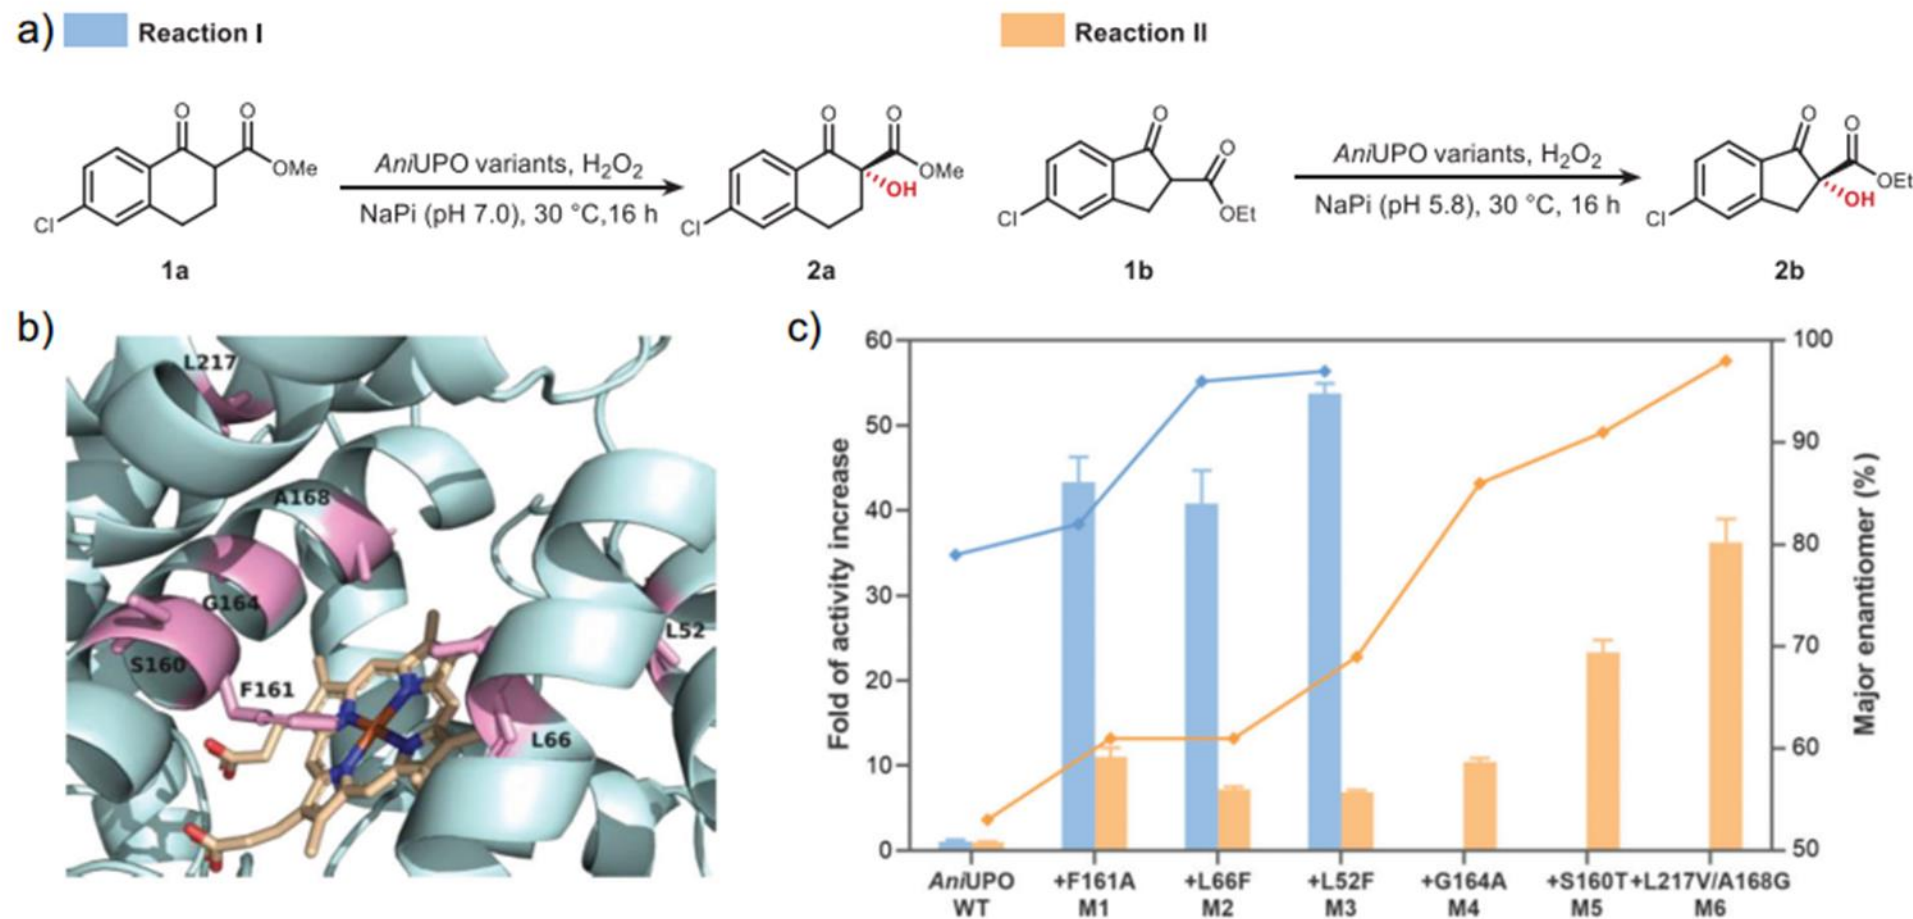 a) Reaction I
Reaction II
O O
OMe
Cl
1a
AniUPO variants, H₂O₂
NaPi (pH 7.0), 30 °C,16 h
O O
OMe
OH
Cl
2a
O
O
OEt
Cl
1b
AniUPO variants, H₂O₂
NaPi (pH 5.8), 30 °C, 16 h
O
O
OEt
OH
Cl
2b
b)
L217
A168
G164
S160
F161
L52
L66
c)
Fold of activity increase
60
50
40
30
20
10
0
Major enantiomer (%)
100
90
80
70
60
50
AniUPO
WT
+F161A
M1
+L66F
M2
+L52F
M3
+G164A
M4
+S160T
M5
+L217V/A168G
M6